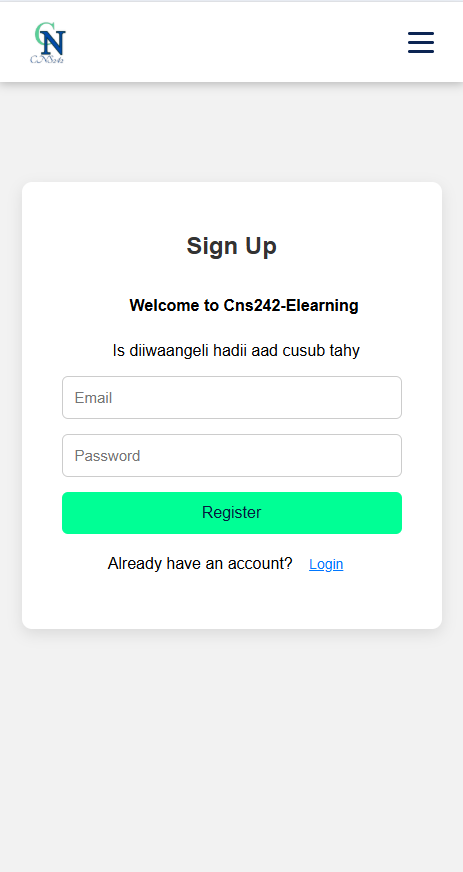 CN
CNS242
Sign Up
Welcome to Cns242-Elearning
Is diiwaangeli hadii aad cusub tahy
Email
Password
Register
Already have an account? Login